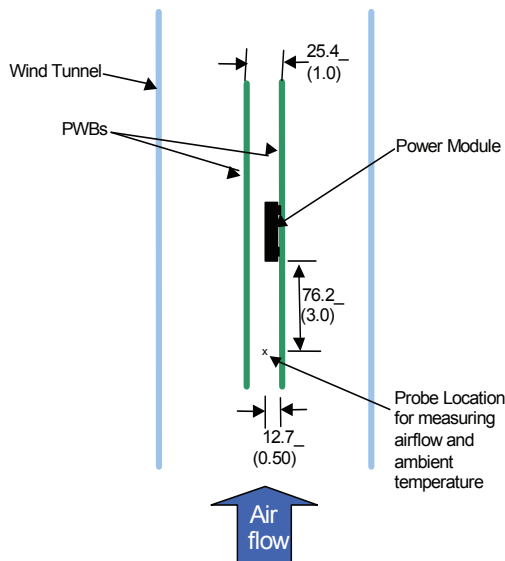 25.4_
(1.0)
Wind Tunnel
PWBs
Power Module
76.2_
(3.0)
x
Probe Location
for measuring
airflow and
ambient
temperature
12.7_
(0.50)
Air
flow